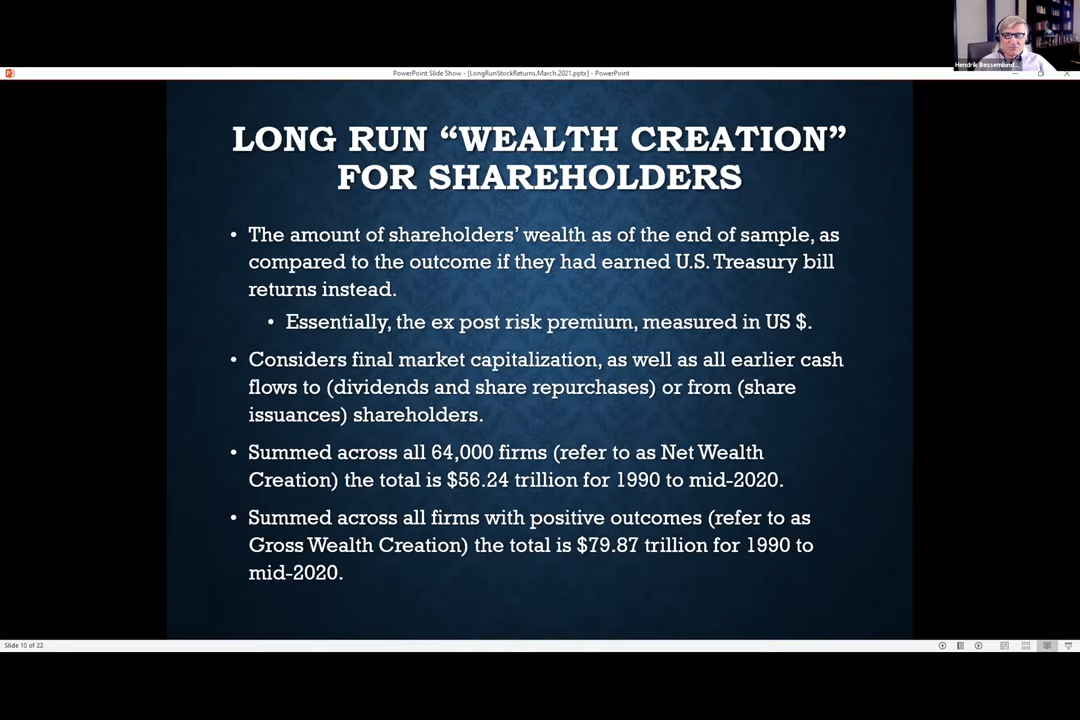 Hendrik Bessembind...
PowerPoint Slide Show - [LongRunStockReturns.March.2021.pptx] - PowerPoint
LONG RUN “WEALTH CREATION”
FOR SHAREHOLDERS
• The amount of shareholders’ wealth as of the end of sample, as
compared to the outcome if they had earned U.S. Treasury bill
returns instead.
• Essentially, the ex post risk premium, measured in US $.
• Considers final market capitalization, as well as all earlier cash
flows to (dividends and share repurchases) or from (share
issuances) shareholders.
• Summed across all 64,000 firms (refer to as Net Wealth
Creation) the total is $56.24 trillion for 1990 to mid-2020.
• Summed across all firms with positive outcomes (refer to as
Gross Wealth Creation) the total is $79.87 trillion for 1990 to
mid-2020.
Slide 10 of 22